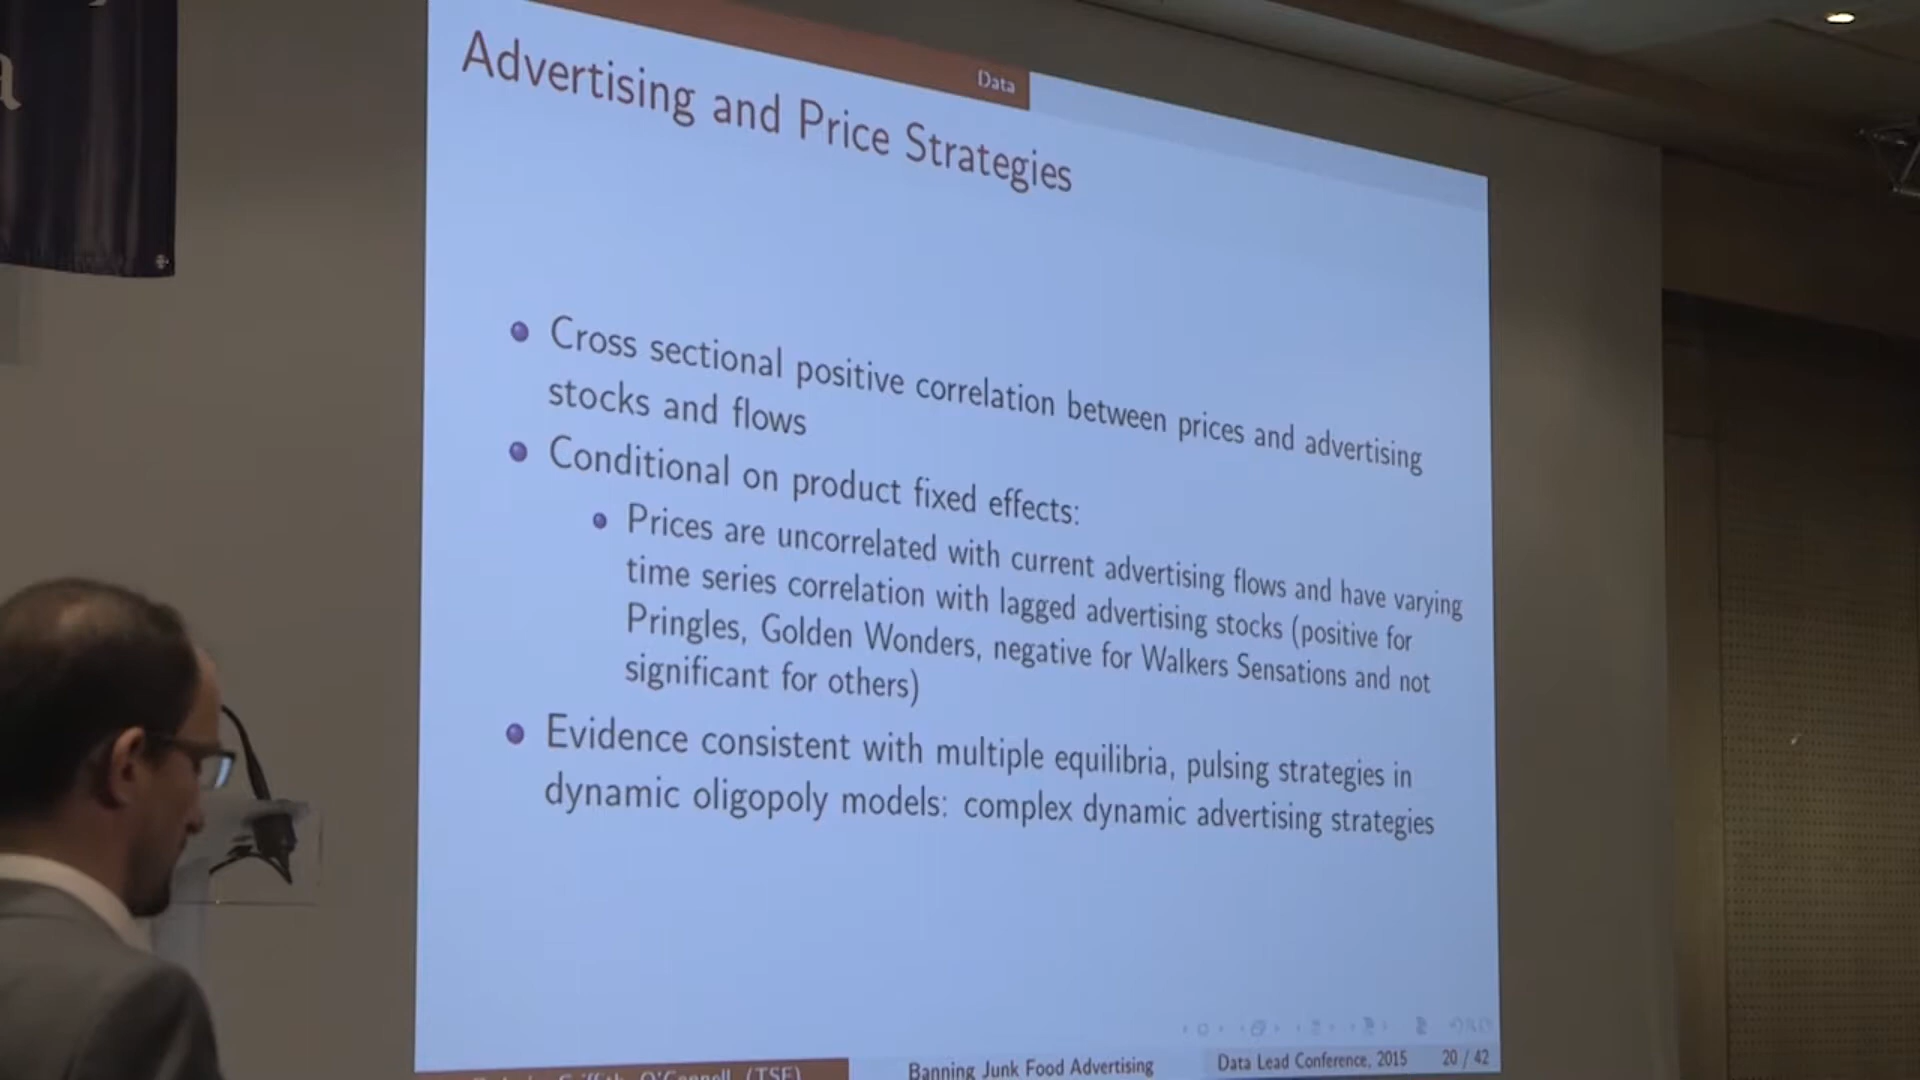 Data
Advertising and Price Strategies
Cross sectional positive correlation between prices and advertising
stocks and flows
Conditional on product fixed effects:
Prices are uncorrelated with current advertising flows and have varying
time series correlation with lagged advertising stocks (positive for
Pringles, Golden Wonders, negative for Walkers Sensations and not
significant for others)
Evidence consistent with multiple equilibria, pulsing strategies in
dynamic oligopoly models: complex dynamic advertising strategies
Griffith, O'Connell (TSE)
Banning Junk Food Advertising
Data Lead Conference, 2015
20 / 42